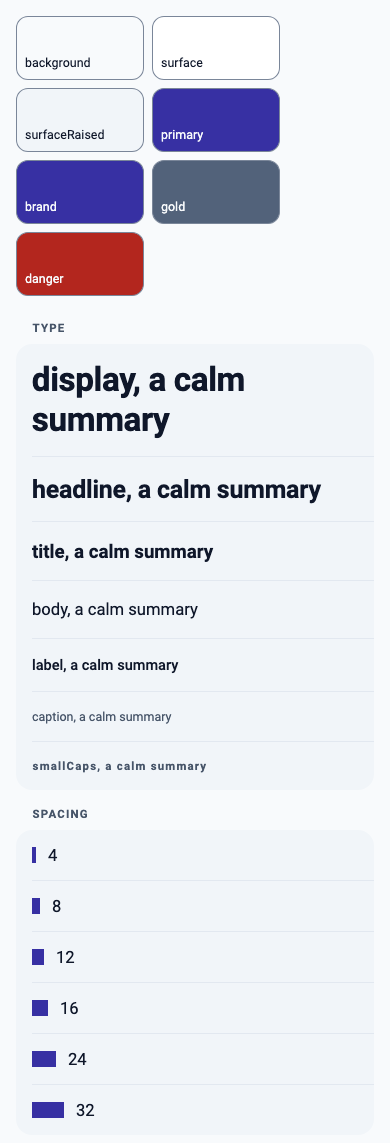 background
surface
surfaceRaised
primary
brand
gold
danger
TYPE
display, a calm
summary
headline, a calm summary
title, a calm summary
body, a calm summary
label, a calm summary
caption, a calm summary
smallCaps, a calm summary
SPACING
4
8
12
16
24
32